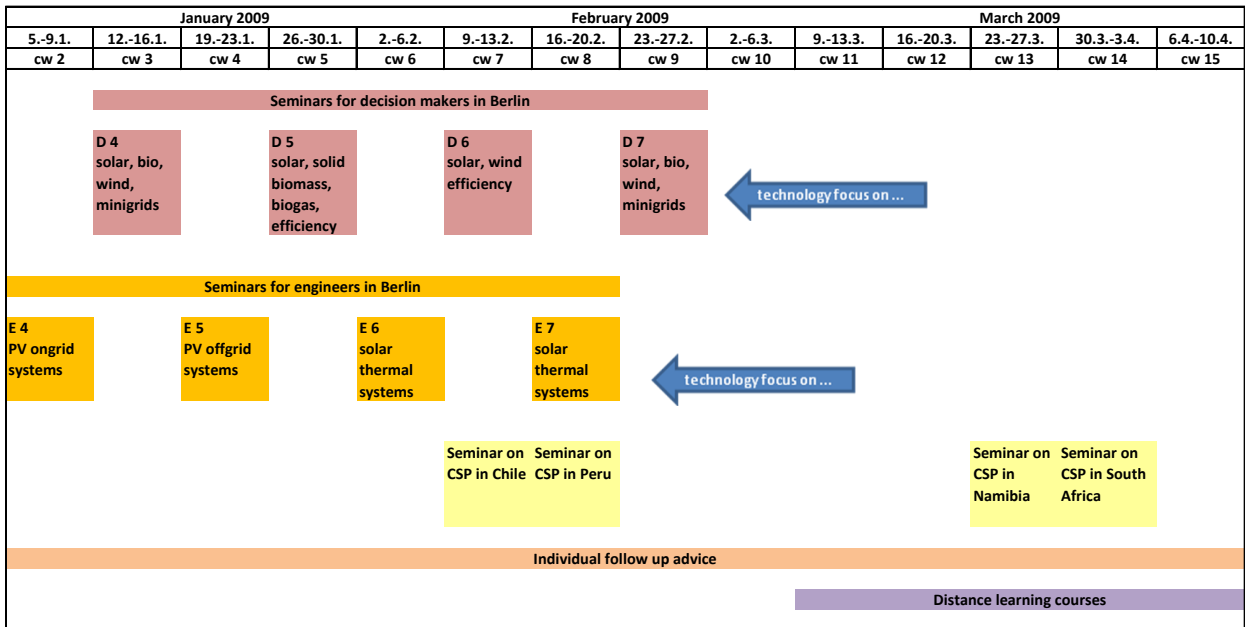 January 2009 February 2009 March 2009
5.-9.1. 12.-16.1. 19.-23.1. 26.-30.1. 2.-6.2. 9.-13.2. 16.-20.2. 23.-27.2. 2.-6.3. 9.-13.3. 16.-20.3. 23.-27.3. 30.3.-3.4. 6.4.-10.4.
cw 2 cw 3 cw 4 cw 5 cw 6 cw 7 cw 8 cw 9 cw 10 cw 11 cw 12 cw 13 cw 14 cw 15
Seminars for decision makers in Berlin
D 4
solar, bio,
wind,
minigrids
D 5
solar, solid
biomass,
biogas,
efficiency
D 6
solar, wind
efficiency
D 7
solar, bio,
wind,
minigrids
technology focus on ...
Seminars for engineers in Berlin
E 4
PV ongrid
systems
E 5
PV offgrid
systems
E 6
solar
thermal
systems
E 7
solar
thermal
systems
technology focus on ...
Seminar on
CSP in Chile
Seminar on
CSP in Peru
Seminar on
CSP in
Namibia
Seminar on
CSP in South
Africa
Individual follow up advice
Distance learning courses